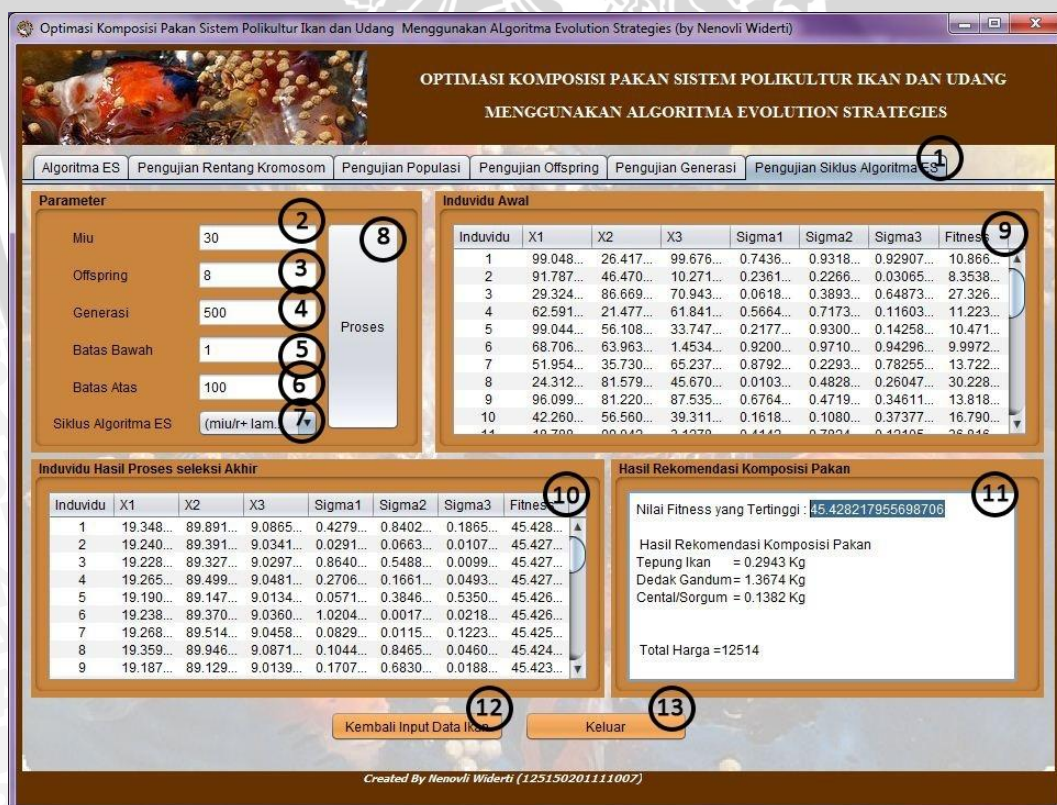 Optimasi Komposisi Pakan Sistem Polikultur Ikan dan Udang Menggunakan ALgoritma Evolution Strategies (by Nenovli Widerti)
OPTIMASI KOMPOSISI PAKAN SISTEM POLIKULTUR IKAN DAN UDANG
MENGGUNAKAN ALGORITMA EVOLUTION STRATEGIES
Algoritma ES Pengujian Rentang Kromosom Pengujian Populasi Pengujian Offspring Pengujian Generasi Pengujian Siklus Algoritma ES 1
Parameter
Miu 30 2
Offspring 8 3
Generasi 500 4
Batas Bawah 1 5
Batas Atas 100 6
Siklus Algoritma ES (miu/r+ lam... 7
Proses 8
Induvidu Awal
Induvidu X1 X2 X3 Sigma1 Sigma2 Sigma3 Fitness 9
1 99.048... 26.417... 99.676... 0.7436... 0.9318... 0.92907... 10.866...
2 91.787... 46.470... 10.271... 0.2361... 0.2266... 0.03065... 8.3538...
3 29.324... 86.669... 70.943... 0.0618... 0.3893... 0.64873... 27.326...
4 62.591... 21.477... 61.841... 0.5664... 0.7173... 0.11603... 11.223...
5 99.044... 56.108... 33.747... 0.2177... 0.9300... 0.14258... 10.471...
6 68.706... 63.963... 1.4534... 0.9200... 0.9710... 0.94296... 9.9972...
7 51.954... 35.730... 65.237... 0.8792... 0.2293... 0.78255... 13.722...
8 24.312... 81.579... 45.670... 0.0103... 0.4828... 0.26047... 30.228...
9 96.099... 81.220... 87.535... 0.6764... 0.4719... 0.34611... 13.818...
10 42.260... 56.560... 39.311... 0.1618... 0.1080... 0.37377... 16.790...
Induvidu Hasil Proses seleksi Akhir
Induvidu X1 X2 X3 Sigma1 Sigma2 Sigma3 Fitness 10
1 19.348... 89.891... 9.0865... 0.4279... 0.8402... 0.1865... 45.428...
2 19.240... 89.391... 9.0341... 0.0291... 0.0663... 0.0107... 45.427...
3 19.228... 89.327... 9.0297... 0.8640... 0.5488... 0.0099... 45.427...
4 19.265... 89.499... 9.0481... 0.2706... 0.1661... 0.0493... 45.427...
5 19.190... 89.147... 9.0134... 0.0571... 0.3846... 0.5350... 45.426...
6 19.238... 89.370... 9.0360... 1.0204... 0.0017... 0.0218... 45.426...
7 19.268... 89.514... 9.0458... 0.0829... 0.0115... 0.1223... 45.425...
8 19.359... 89.946... 9.0871... 0.1044... 0.8465... 0.0460... 45.424...
9 19.187... 89.129... 9.0139... 0.1707... 0.6830... 0.0188... 45.423...
Hasil Rekomendasi Komposisi Pakan
11
Nilai Fitness yang Tertinggi : 45.428217955698706
Hasil Rekomendasi Komposisi Pakan
Tepung Ikan = 0.2943 Kg
Dedak Gandum= 1.3674 Kg
Cental/Sorgum = 0.1382 Kg
Total Harga =12514
Kembali Input Data Ikan 12 Keluar 13
Created By Nenovli Widerti (125150201111007)